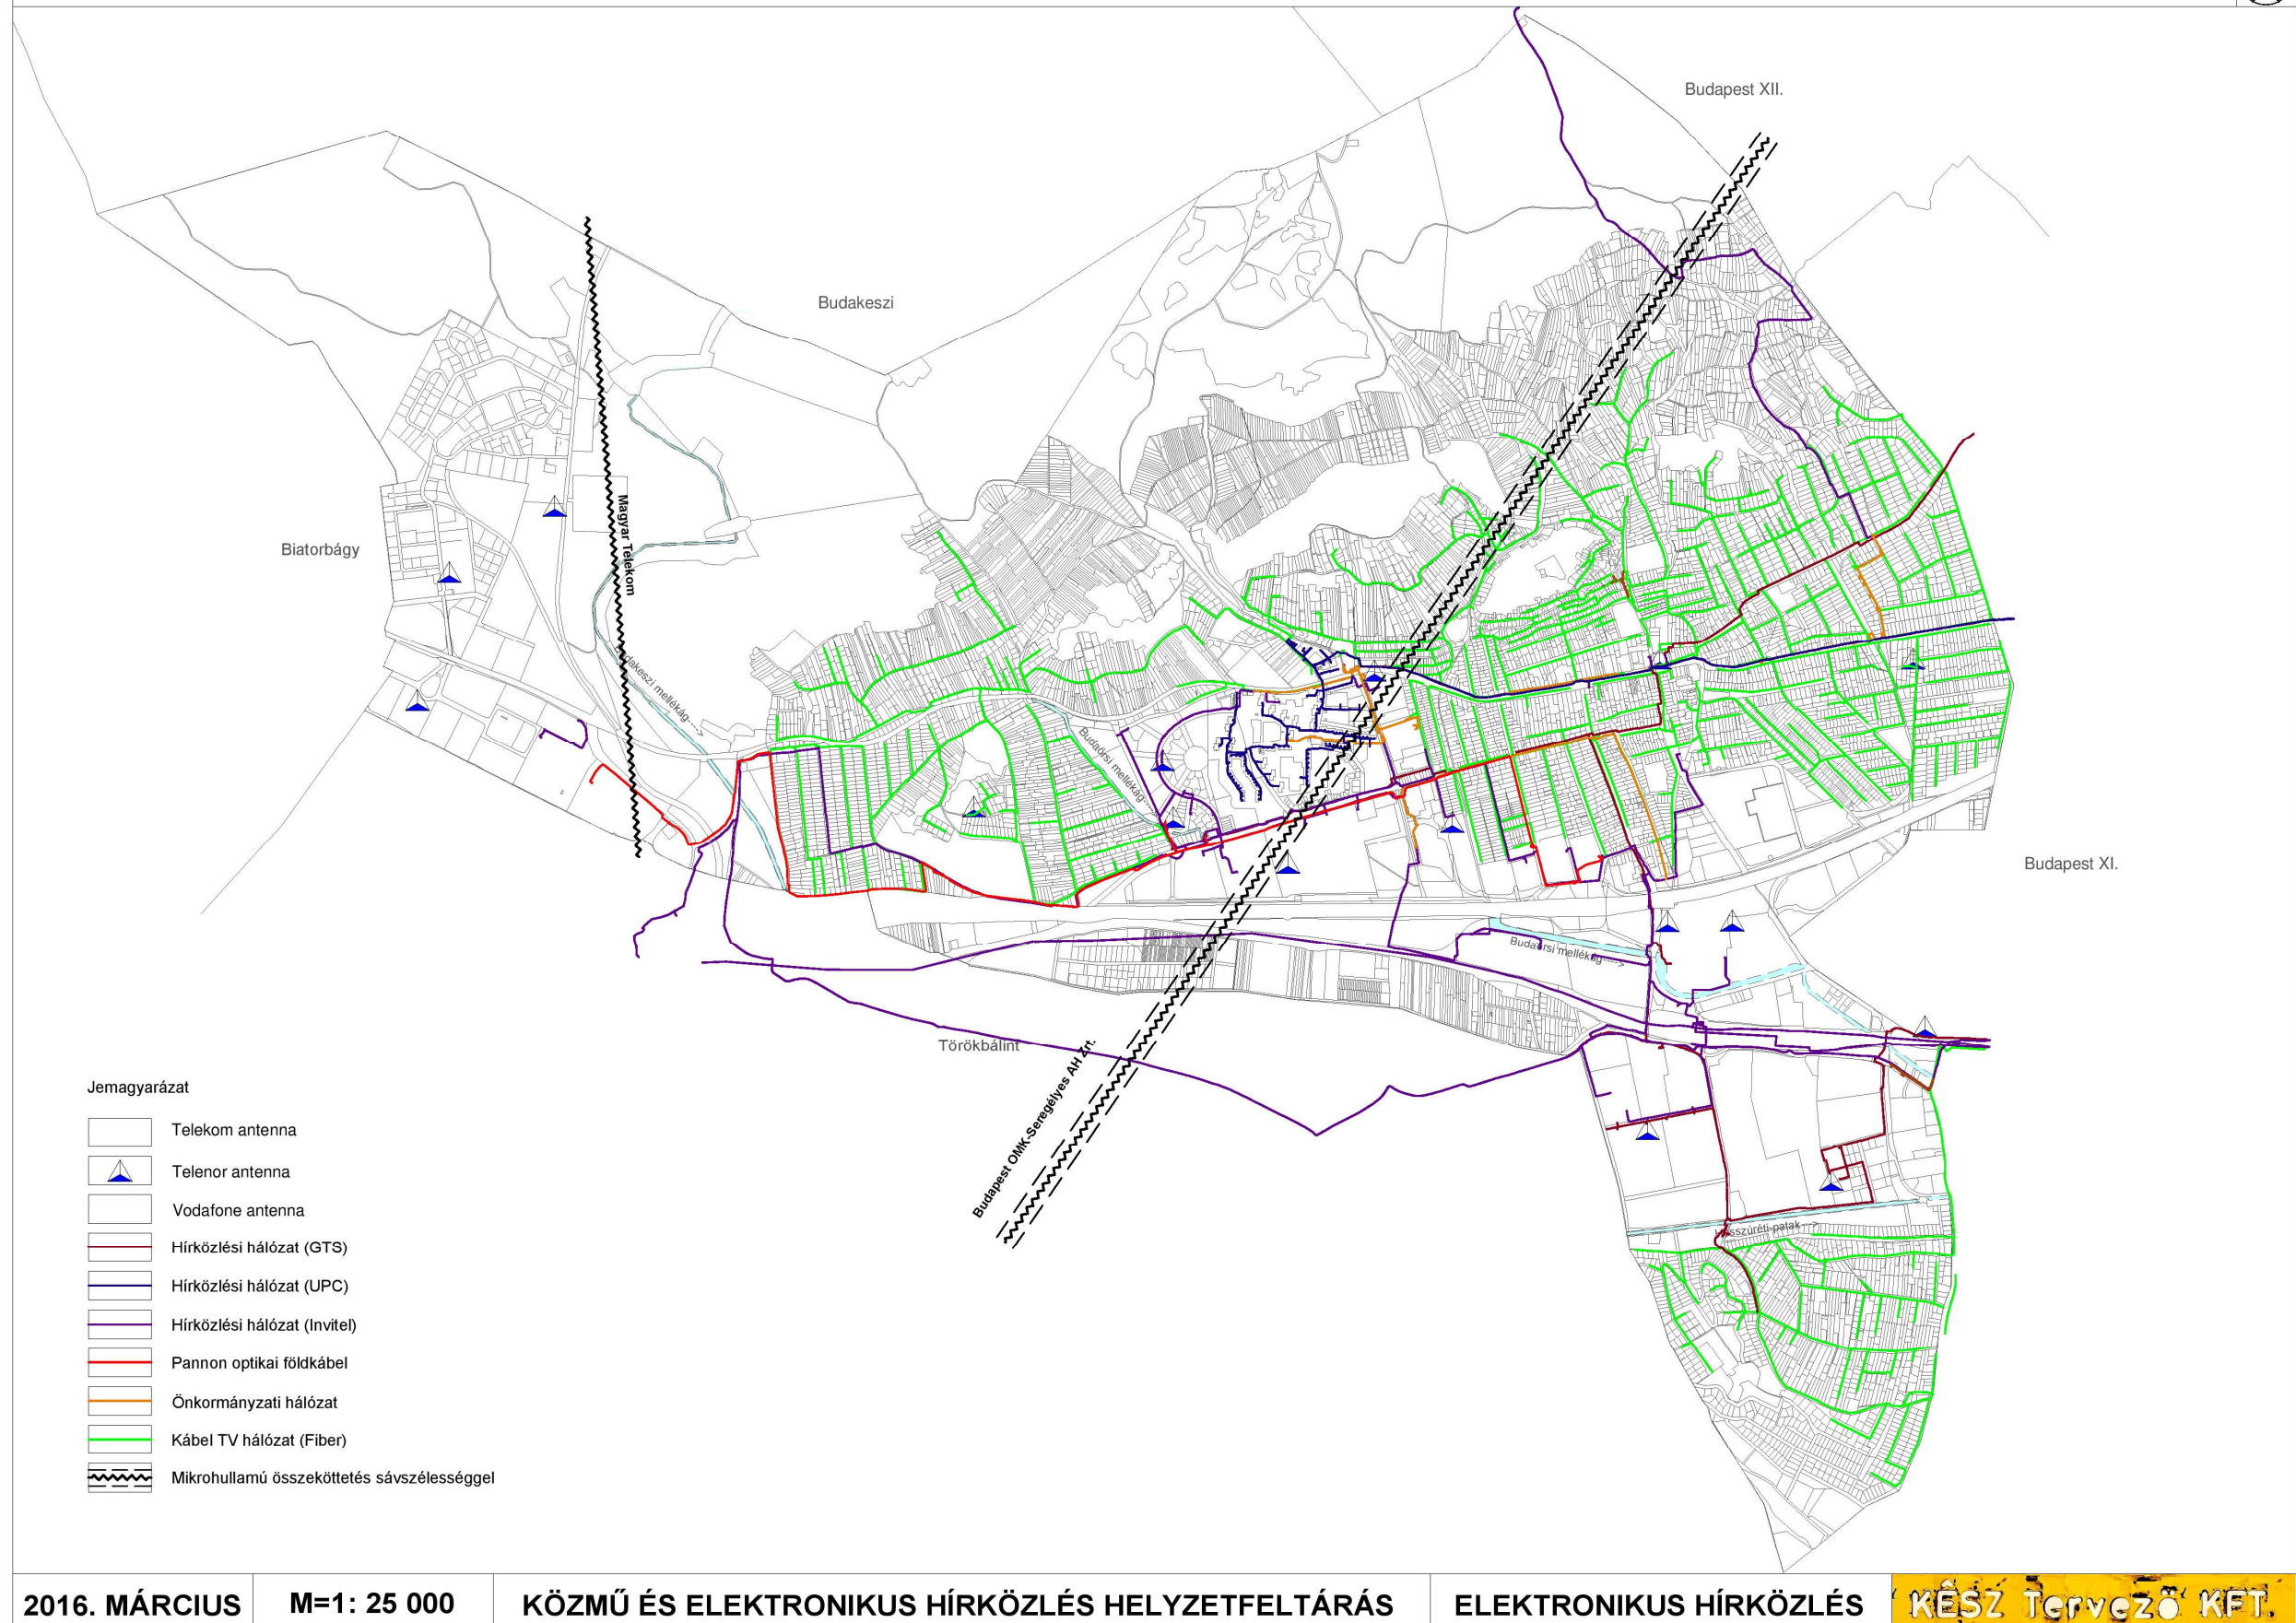 Budapest XII.
Budakeszi
Biatorbágy
Magyar Telekom
Budakeszi mellékág--->
Budaörsi mellékág--->
Budapest XI.
Budaörsi mellékág---->
Törökbálint
Budapest OMK-Seregélyes AH Zrt.
Hosszúréti-patak--->
Jemagyarázat
Telekom antenna
Telenor antenna
Vodafone antenna
Hírközlési hálózat (GTS)
Hírközlési hálózat (UPC)
Hírközlési hálózat (Invitel)
Pannon optikai földkábel
Önkormányzati hálózat
Kábel TV hálózat (Fiber)
Mikrohullamú összeköttetés sávszélességgel
2016. MÁRCIUS
M=1: 25 000
KÖZMŰ ÉS ELEKTRONIKUS HÍRKÖZLÉS HELYZETFELTÁRÁS
ELEKTRONIKUS HÍRKÖZLÉS
KÉSZ Tervező KFT.